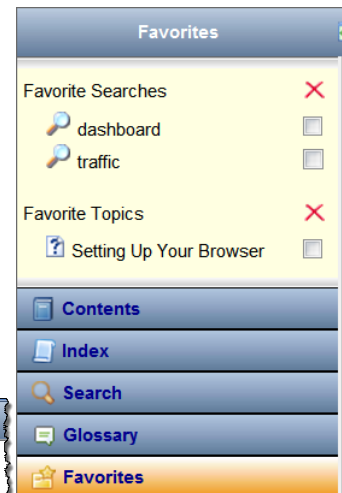 Favorites
Favorite Searches
dashboard
traffic
Favorite Topics
Setting Up Your Browser
Contents
Index
Search
Glossary
Favorites